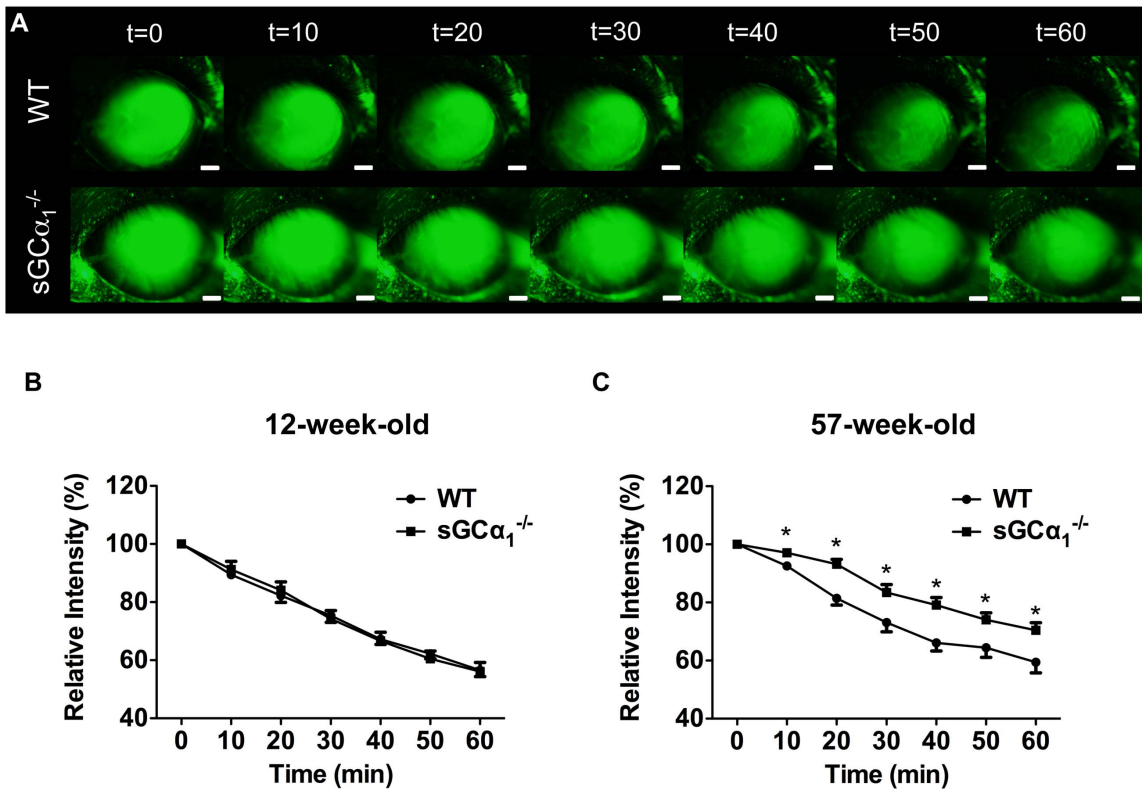 A
t=0 t=10 t=20 t=30 t=40 t=50 t=60
WT
sGCα₁⁻/⁻
B
12-week-old
Relative Intensity (%)
120
100
80
60
40
WT
sGCα₁⁻/⁻
0 10 20 30 40 50 60
Time (min)
C
57-week-old
Relative Intensity (%)
120
100
80
60
40
WT
sGCα₁⁻/⁻
* * * * * *
0 10 20 30 40 50 60
Time (min)